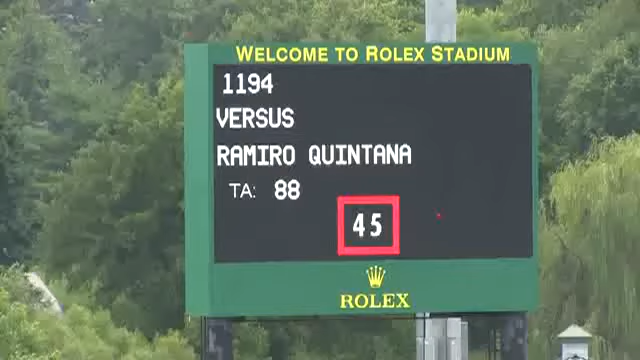 WELCOME TO ROLEX STADIUM
1194
VERSUS
RAMIRO QUINTANA
TA: 88
45
ROLEX